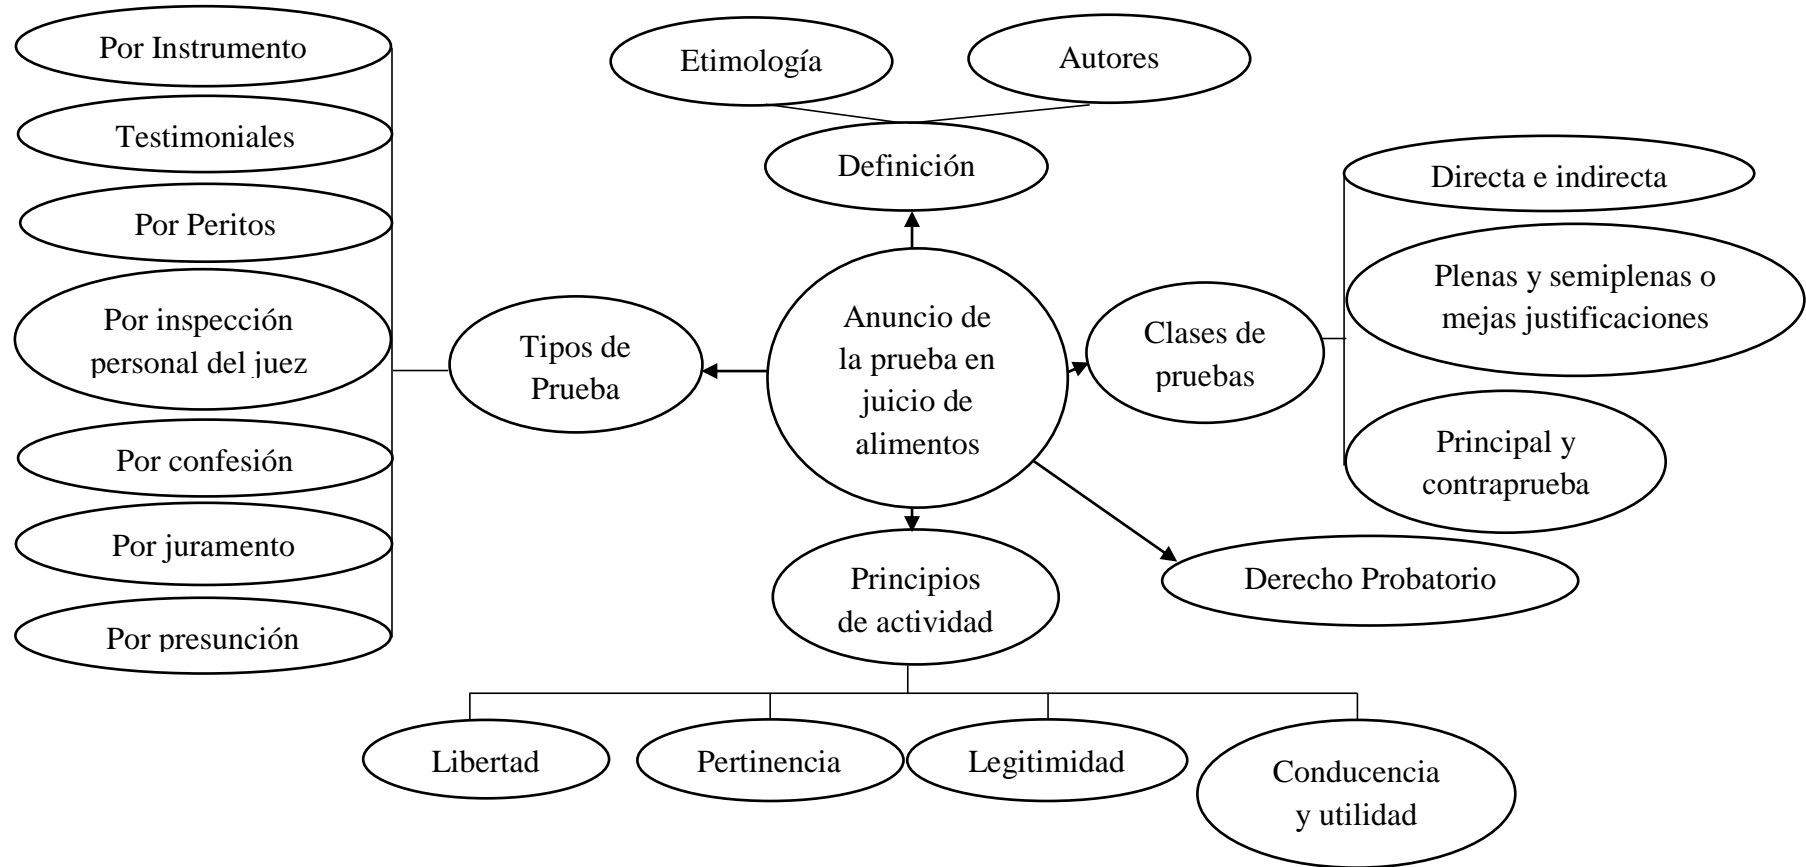 Por Instrumento
Testimoniales
Por Peritos
Por inspección
personal del juez
Por confesión
Por juramento
Por presunción
Tipos de
Prueba
Etimología
Autores
Definición
Anuncio de
la prueba en
juicio de
alimentos
Clases de
pruebas
Directa e indirecta
Plenas y semiplenas o
mejas justificaciones
Principal y
contraprueba
Derecho Probatorio
Principios
de actividad
Libertad
Pertinencia
Legitimidad
Conducencia
y utilidad